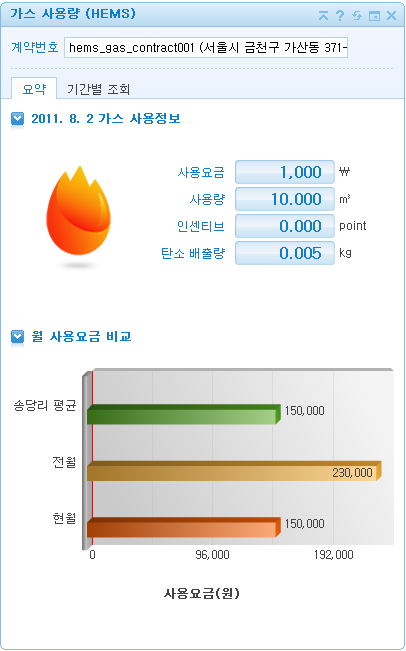 가스 사용량 (HEMS)
계약번호 hems_gas_contract001 (서울시 금천구 가산동 371-
요약 기간별 조회
2011. 8. 2 가스 사용정보
사용요금 1,000 ₩
사용량 10.000 ㎥
인센티브 0.000 point
탄소 배출량 0.005 kg
월 사용요금 비교
송당리 평균 150,000
전월 230,000
현월 150,000
0 96,000 192,000
사용요금(원)